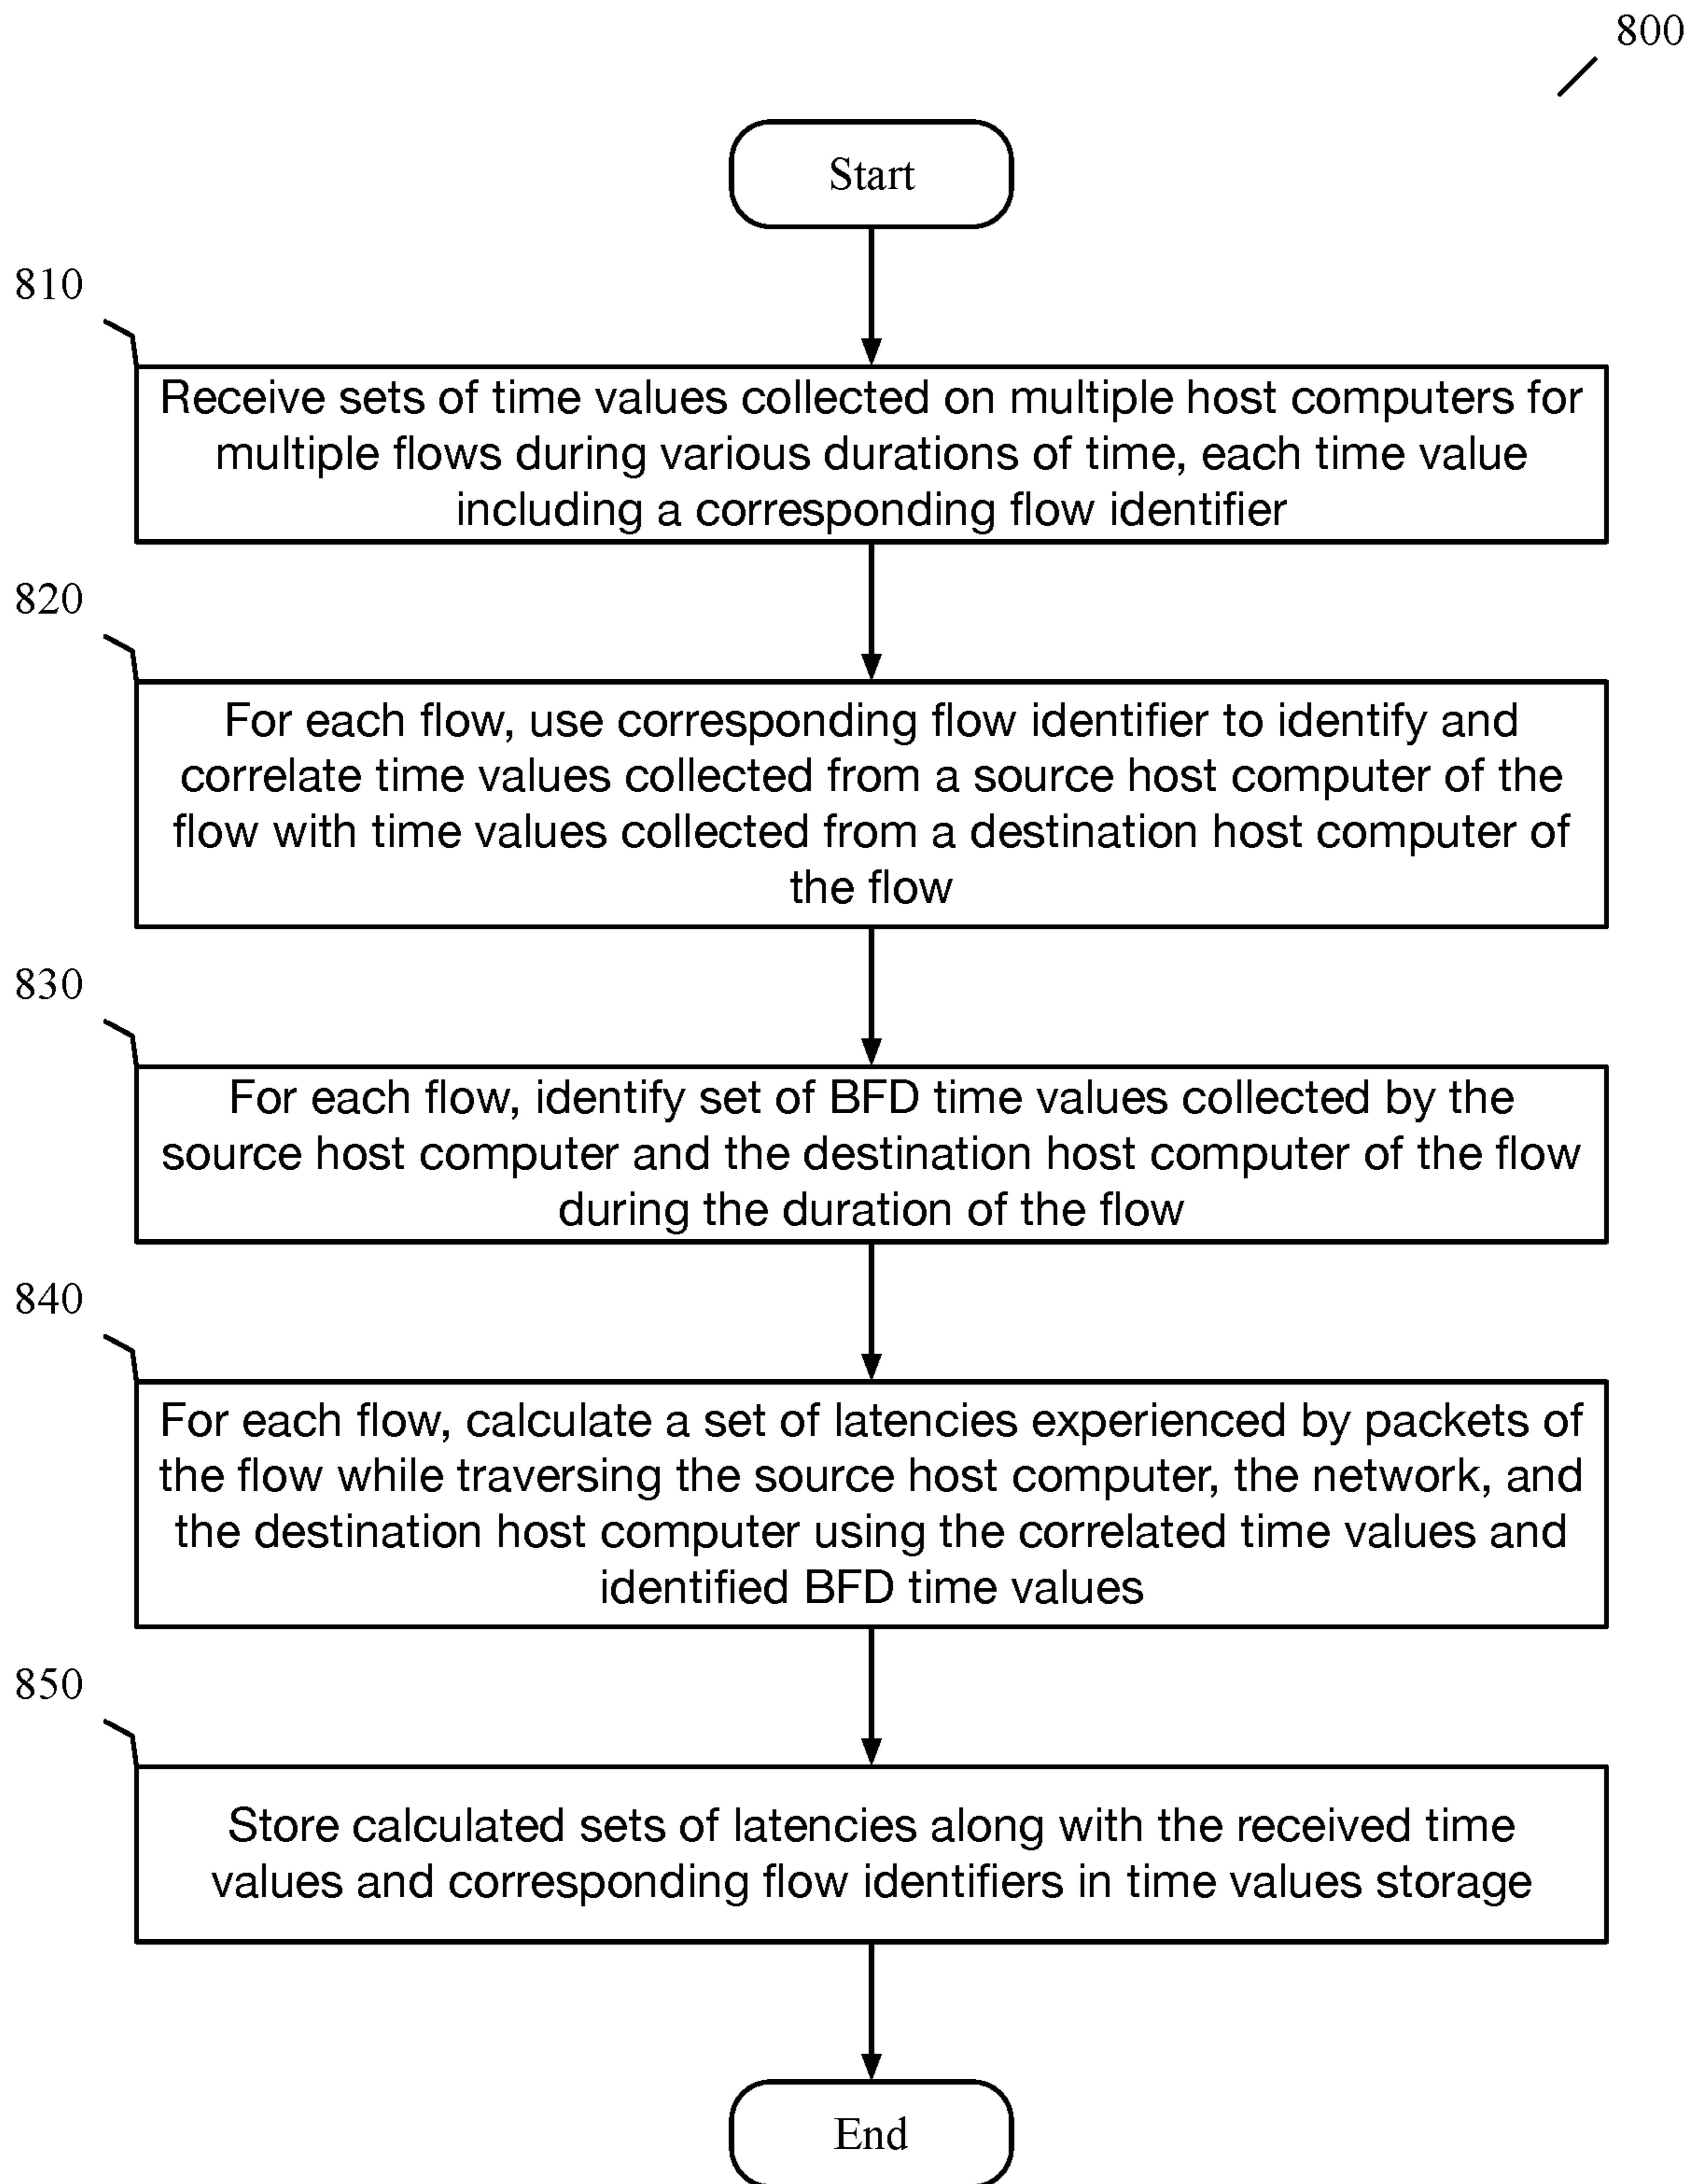 800
Start
810
Receive sets of time values collected on multiple host computers for
multiple flows during various durations of time, each time value
including a corresponding flow identifier
820
For each flow, use corresponding flow identifier to identify and
correlate time values collected from a source host computer of the
flow with time values collected from a destination host computer of
the flow
830
For each flow, identify set of BFD time values collected by the
source host computer and the destination host computer of the flow
during the duration of the flow
840
For each flow, calculate a set of latencies experienced by packets of
the flow while traversing the source host computer, the network, and
the destination host computer using the correlated time values and
identified BFD time values
850
Store calculated sets of latencies along with the received time
values and corresponding flow identifiers in time values storage
End